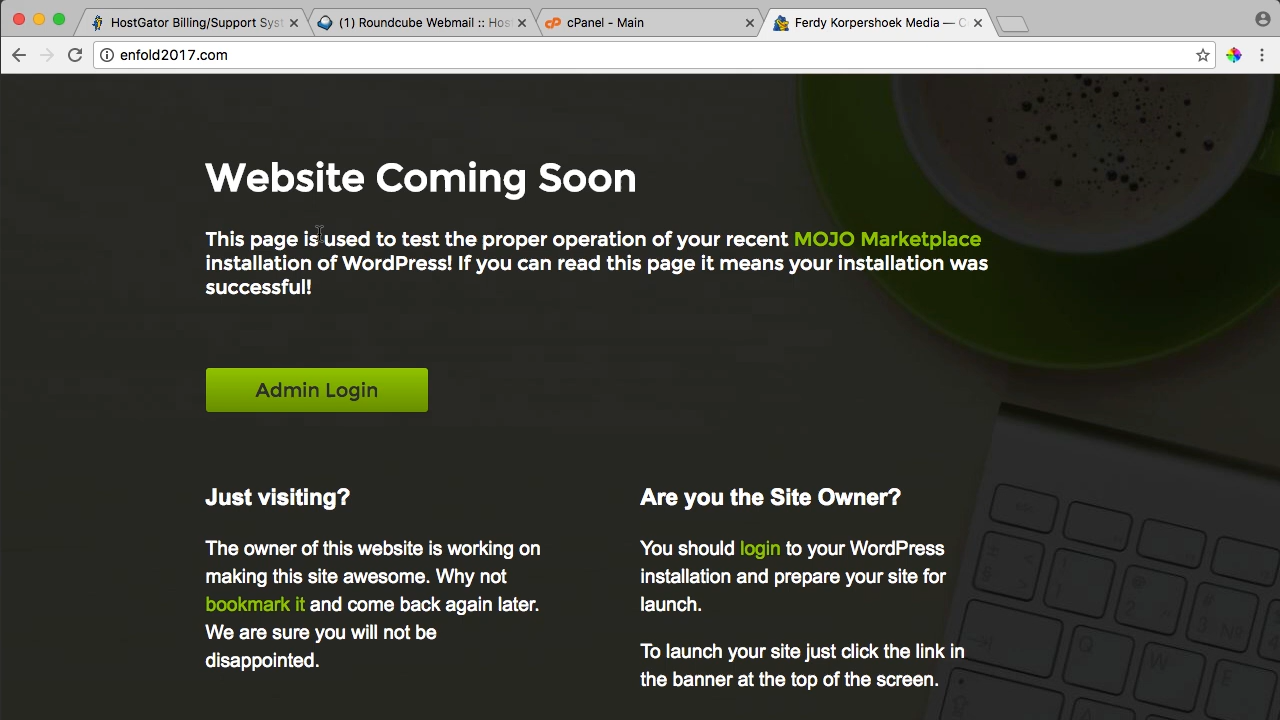 HostGator Billing/Support Syst
(1) Roundcube Webmail :: Host
cPanel - Main
Ferdy Korpershoek Media — C
enfold2017.com
Website Coming Soon
This page is used to test the proper operation of your recent MOJO Marketplace
installation of WordPress! If you can read this page it means your installation was
successful!
Admin Login
Just visiting?
The owner of this website is working on
making this site awesome. Why not
bookmark it and come back again later.
We are sure you will not be
disappointed.
Are you the Site Owner?
You should login to your WordPress
installation and prepare your site for
launch.
To launch your site just click the link in
the banner at the top of the screen.